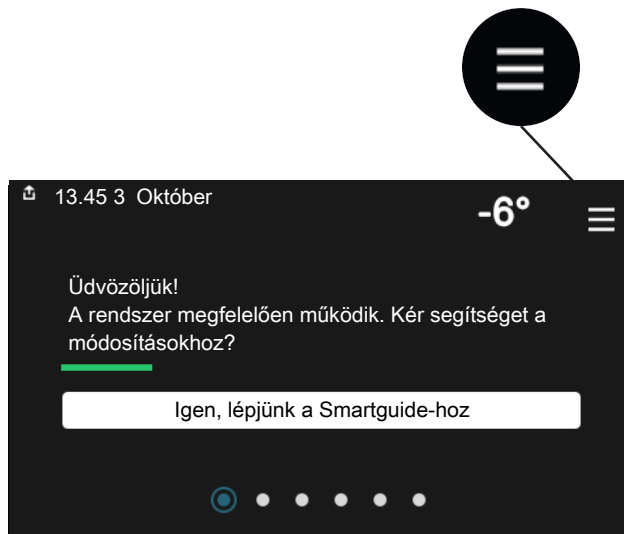 13.45 3 Október
-6°
Üdvözöljük!
A rendszer megfelelően működik. Kér segítséget a
módosításokhoz?
Igen, lépjünk a Smartguide-hoz